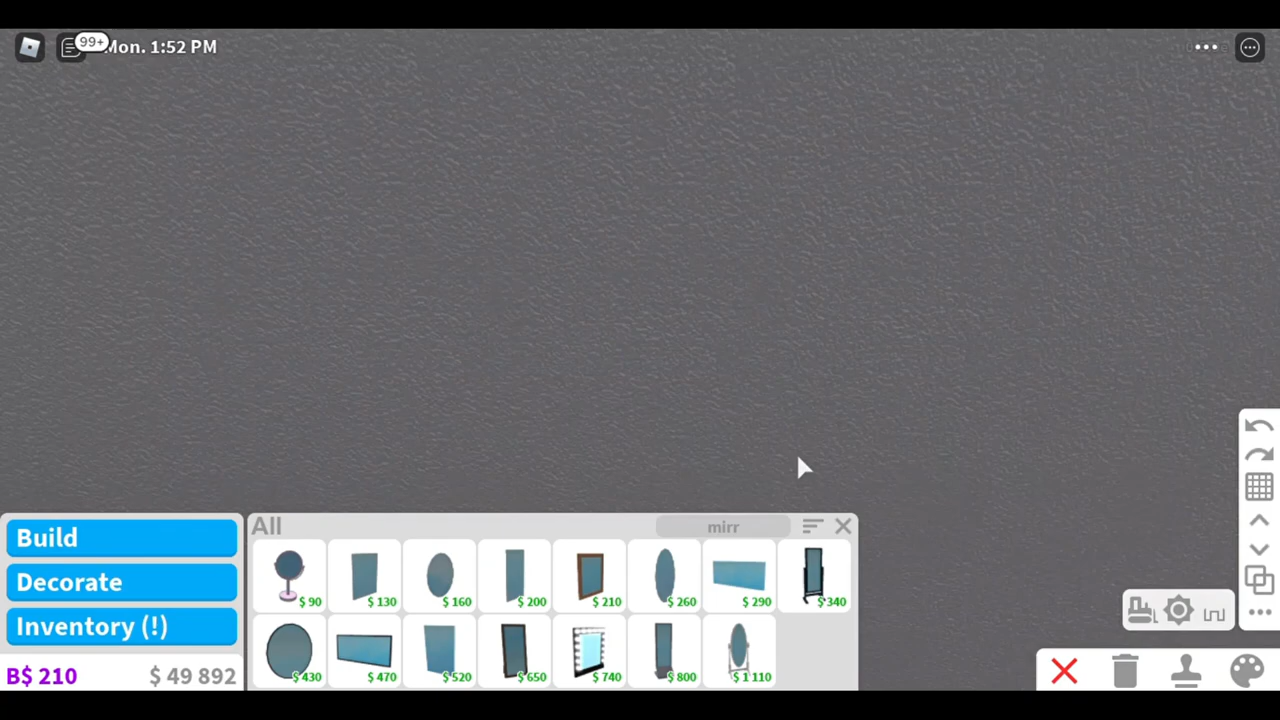 99+
Mon. 1:52 PM
Build
Decorate
Inventory (!)
B$ 210
$ 49 892
All
mirr
$ 90
$ 130
$ 160
$ 200
$ 210
$ 260
$ 290
$ 340
$ 430
$ 470
$ 520
$ 650
$ 740
$ 800
$ 1 110